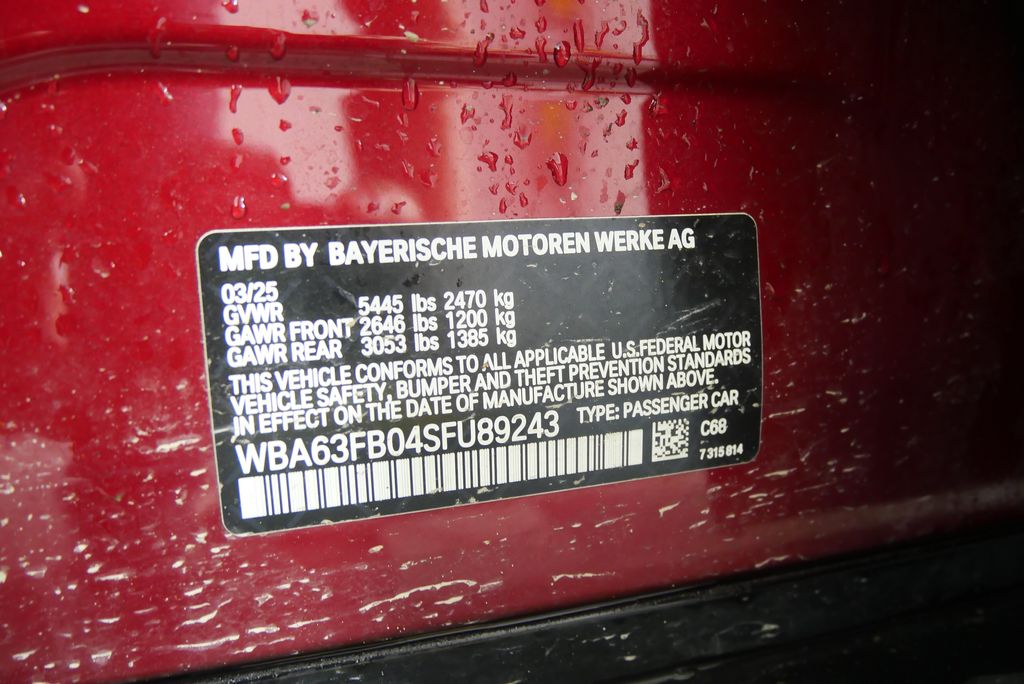 MFD BY BAYERISCHE MOTOREN WERKE AG
03/25
GVWR 5445 lbs 2470 kg
GAWR FRONT 2646 lbs 1200 kg
GAWR REAR 3053 lbs 1385 kg
THIS VEHICLE CONFORMS TO ALL APPLICABLE U.S.FEDERAL MOTOR
VEHICLE SAFETY, BUMPER AND THEFT PREVENTION STANDARDS
IN EFFECT ON THE DATE OF MANUFACTURE SHOWN ABOVE.
WBA63FB04SFU89243 TYPE: PASSENGER CAR
C68
7 315 814